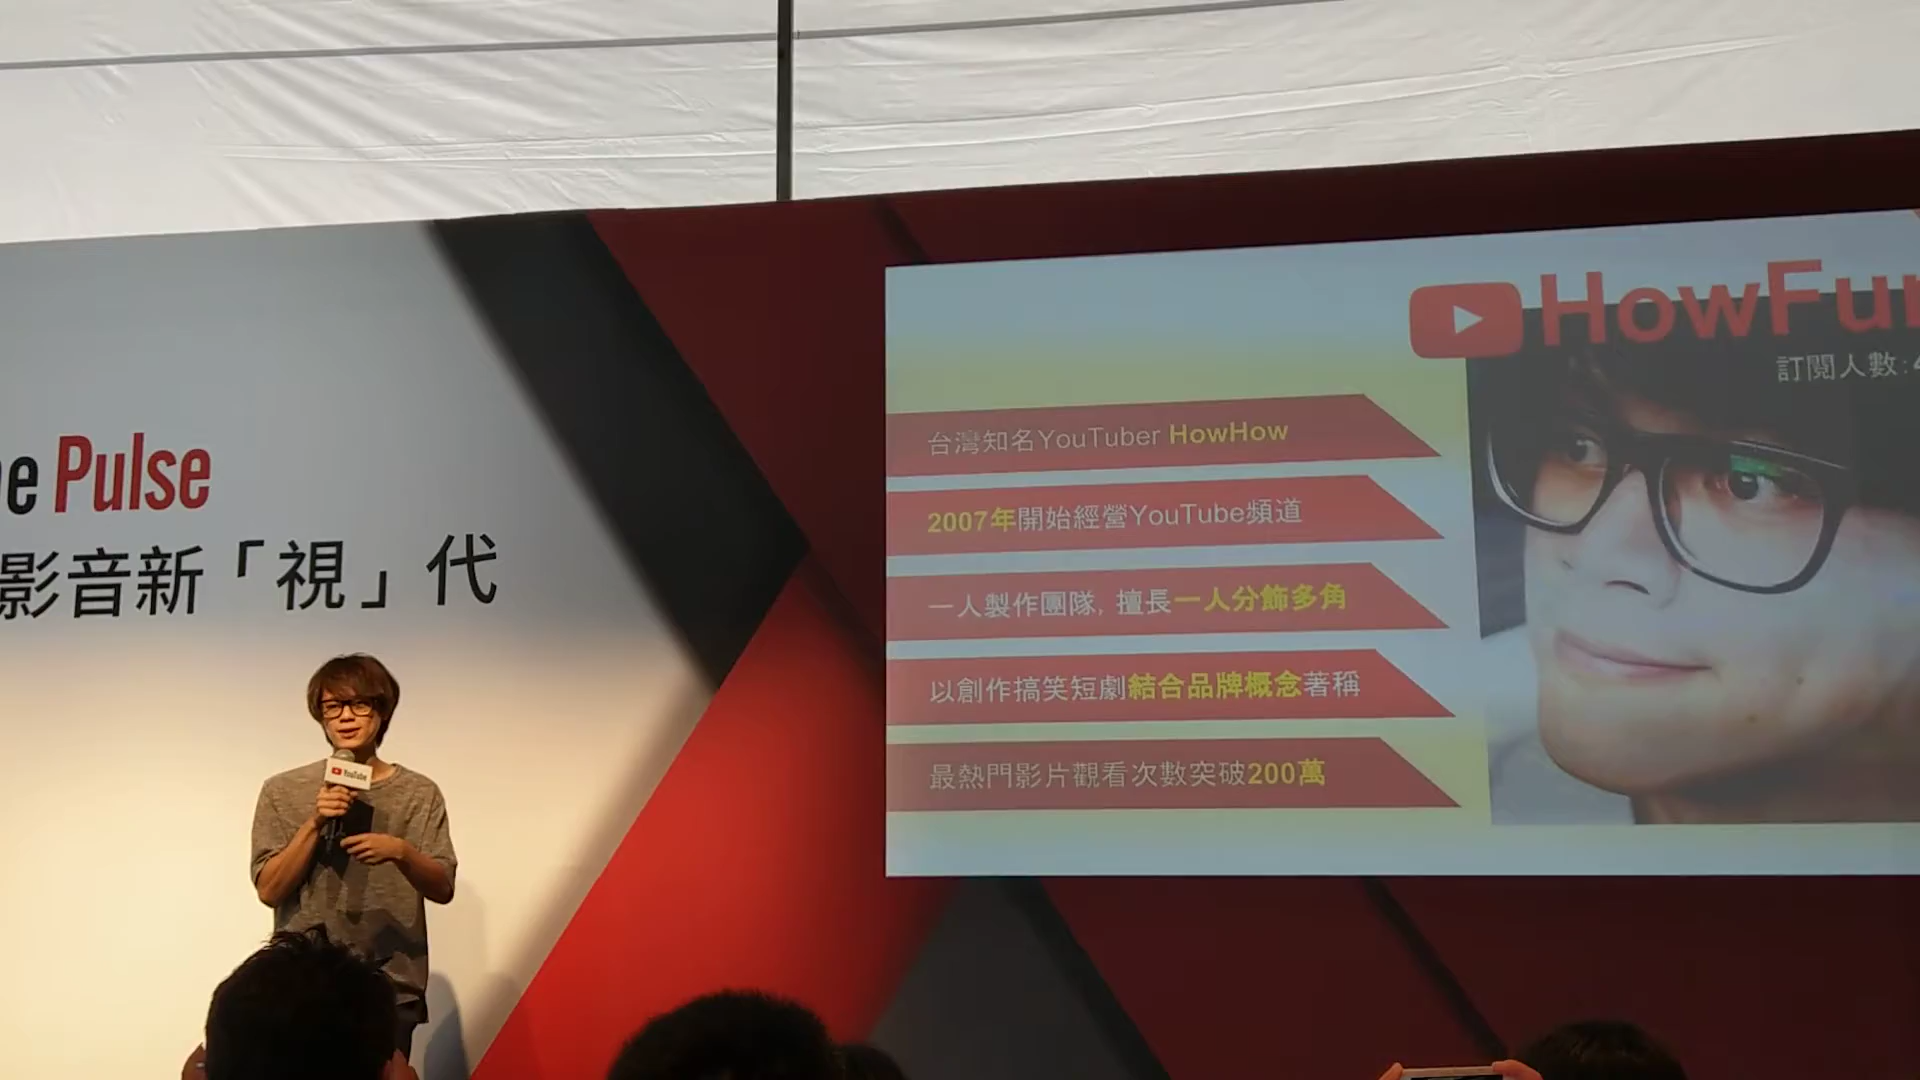 Pulse
影音新「視」代
YouTube
HowFun
訂閱人數:4
台灣知名YouTuber HowHow
2007年開始經營YouTube頻道
一人製作團隊, 擅長一人分飾多角
以創作搞笑短劇結合品牌概念著稱
最熱門影片觀看次數突破200萬